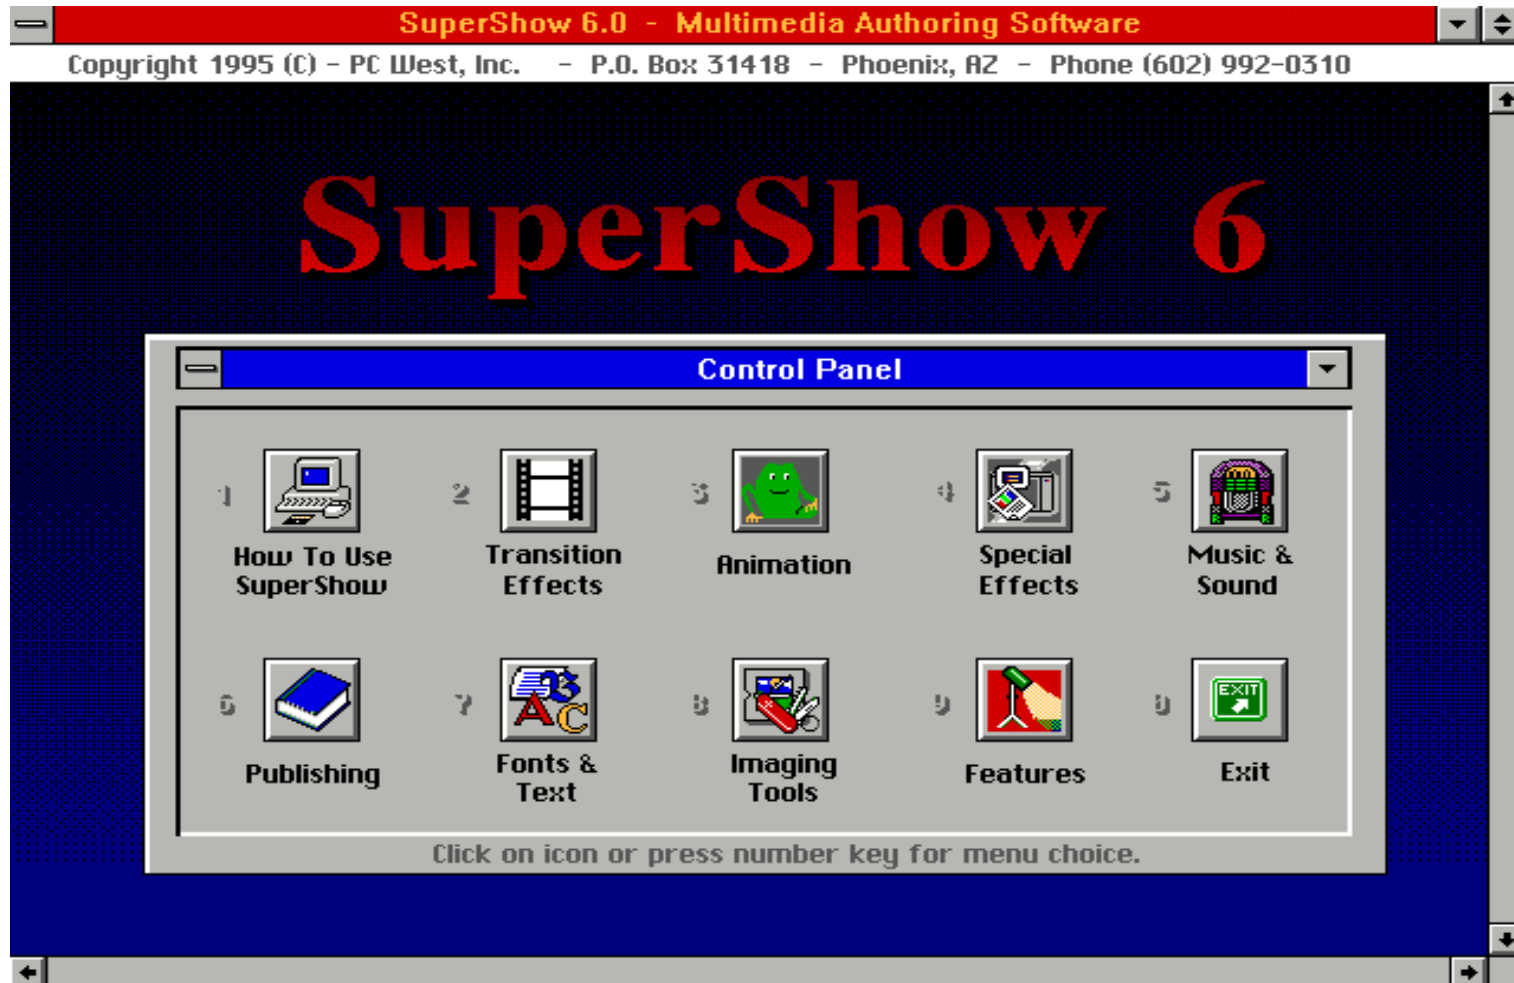 SuperShow 6.0 - Multimedia Authoring Software
Copyright 1995 (C) - PC West, Inc. - P.O. Box 31418 - Phoenix, AZ - Phone (602) 992-0310
SuperShow 6
Control Panel
1 2 3 4 5
How To Use Transition Animation Special Music &
SuperShow Effects Effects Sound
6 7 8 9 0
EXIT
Publishing Fonts & Imaging Features Exit
Text Tools
Click on icon or press number key for menu choice.